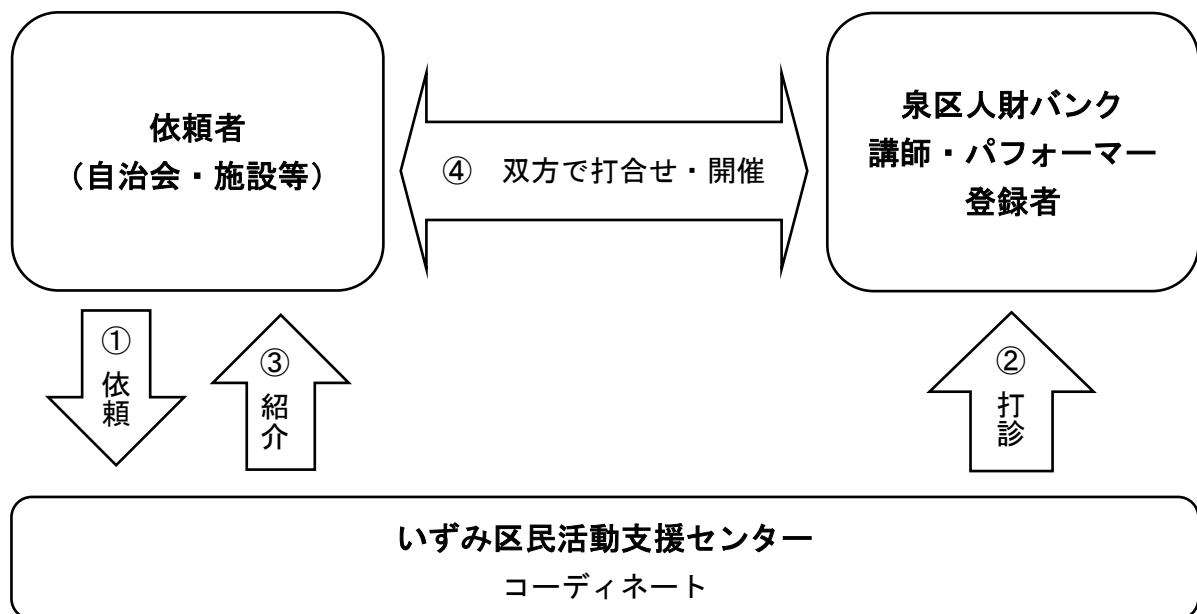 依頼者
（自治会・施設等）
④　双方で打合せ・開催
泉区人財バンク
講師・パフォーマー
登録者
①
依頼
③
紹介
②
打診
いずみ区民活動支援センター
コーディネート